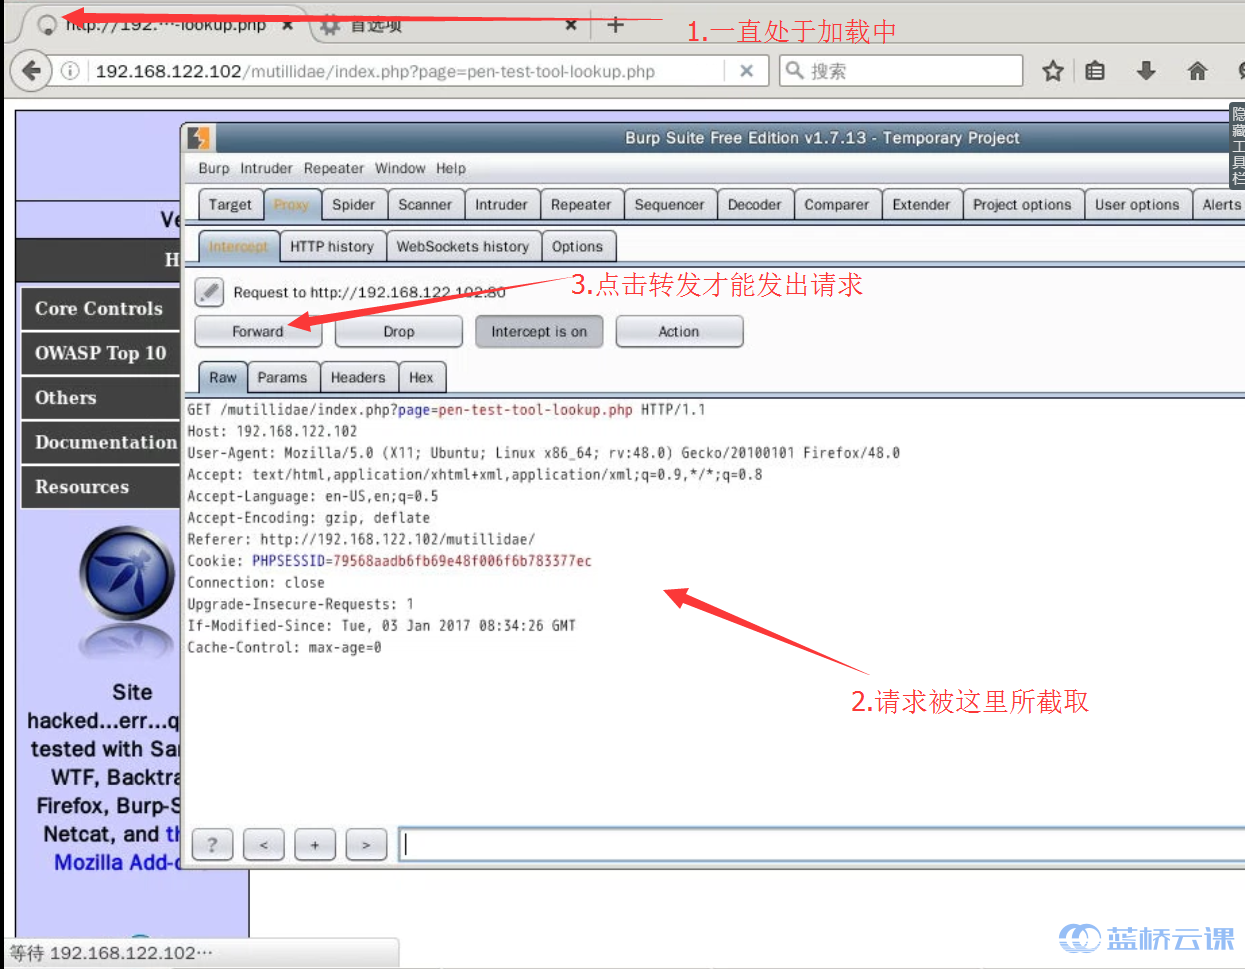 http://192.···-lookup.php
首选项
1.一直处于加载中
192.168.122.102/mutillidae/index.php?page=pen-test-tool-lookup.php
搜索
隐藏工具栏
Burp Suite Free Edition v1.7.13 - Temporary Project
Burp Intruder Repeater Window Help
Target Proxy Spider Scanner Intruder Repeater Sequencer Decoder Comparer Extender Project options User options Alerts
Ve
Intercept HTTP history WebSockets history Options
H
Request to http://192.168.122.102:80
3.点击转发才能发出请求
Core Controls
Forward Drop Intercept is on Action
OWASP Top 10
Raw Params Headers Hex
Others
GET /mutillidae/index.php?page=pen-test-tool-lookup.php HTTP/1.1
Host: 192.168.122.102
Documentation
User-Agent: Mozilla/5.0 (X11; Ubuntu; Linux x86_64; rv:48.0) Gecko/20100101 Firefox/48.0
Accept: text/html,application/xhtml+xml,application/xml;q=0.9,*/*;q=0.8
Resources
Accept-Language: en-US,en;q=0.5
Accept-Encoding: gzip, deflate
Referer: http://192.168.122.102/mutillidae/
Cookie: PHPSESSID=79568aadb6fb69e48f006f6b783377ec
Connection: close
Upgrade-Insecure-Requests: 1
If-Modified-Since: Tue, 03 Jan 2017 08:34:26 GMT
Cache-Control: max-age=0
2.请求被这里所截取
Site
hacked...err...q
tested with Sa
WTF, Backtra
Firefox, Burp-S
Netcat, and th
Mozilla Add-o
? < + >
等待 192.168.122.102···
蓝桥云课